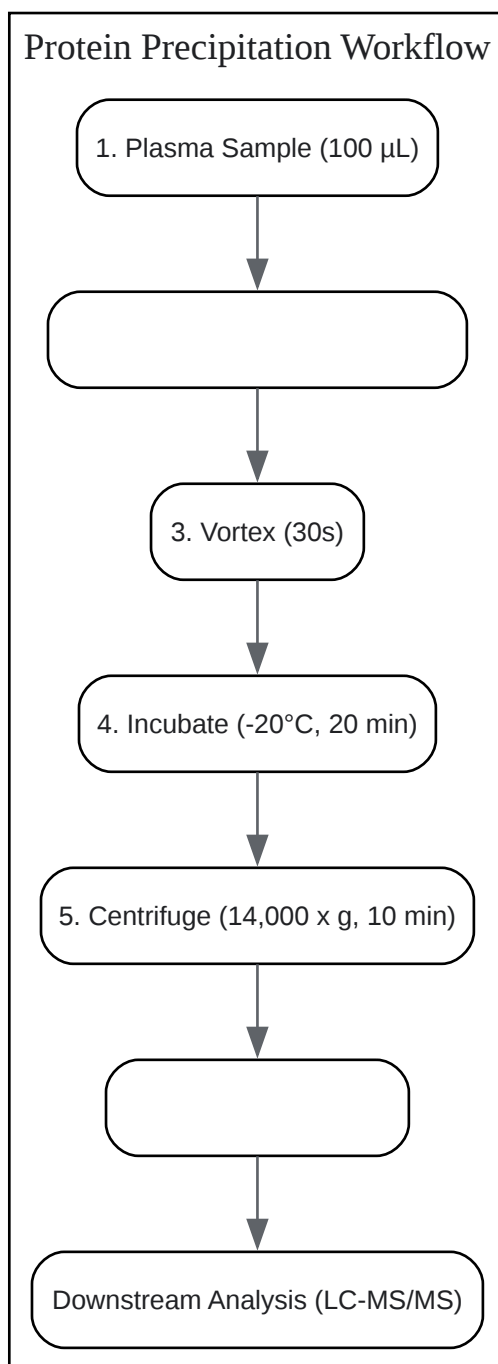 Protein Precipitation Workflow
1. Plasma Sample (100 µL)
3. Vortex (30s)
4. Incubate (-20°C, 20 min)
5. Centrifuge (14,000 x g, 10 min)
Downstream Analysis (LC-MS/MS)